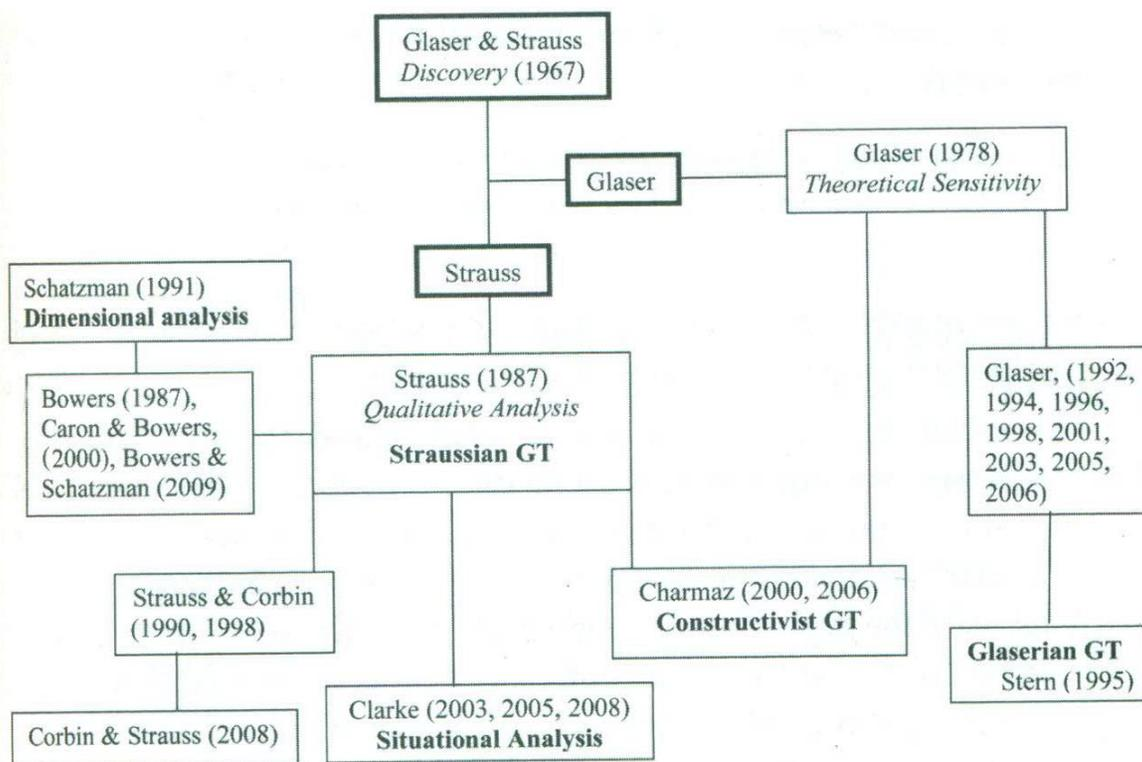 Glaser & Strauss
Discovery (1967)
Glaser
Glaser (1978)
Theoretical Sensitivity
Strauss
Schatzman (1991)
Dimensional analysis
Bowers (1987),
Caron & Bowers,
(2000), Bowers &
Schatzman (2009)
Strauss (1987)
Qualitative Analysis
Straussian GT
Glaser, (1992,
1994, 1996,
1998, 2001,
2003, 2005,
2006)
Strauss & Corbin
(1990, 1998)
Charmaz (2000, 2006)
Constructivist GT
Glaserian GT
Stern (1995)
Corbin & Strauss (2008)
Clarke (2003, 2005, 2008)
Situational Analysis